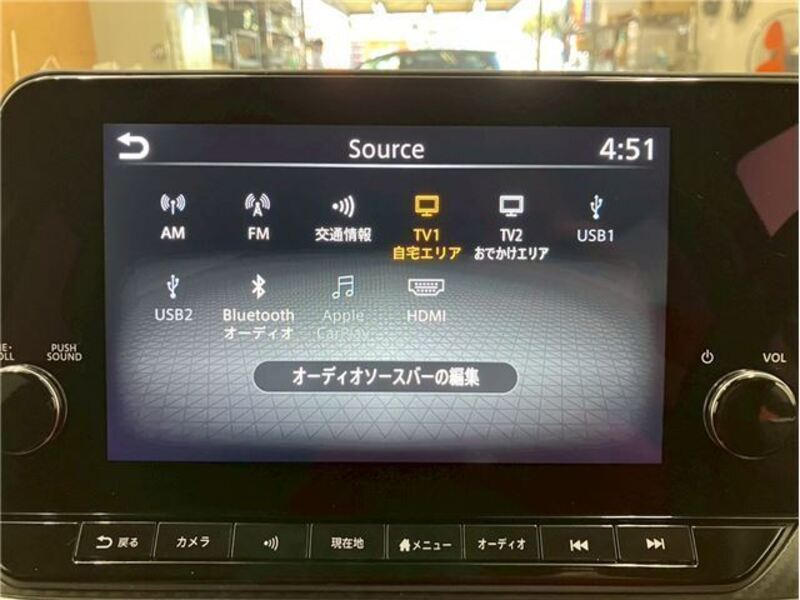 Source
4:51
AM
FM
交通情報
TV1
自宅エリア
TV2
おでかけエリア
USB1
USB2
Bluetooth
オーディオ
Apple
CarPlay
HDMI
オーディオソースバーの編集
PUSH
SOUND
VOL
戻る
カメラ
現在地
メニュー
オーディオ